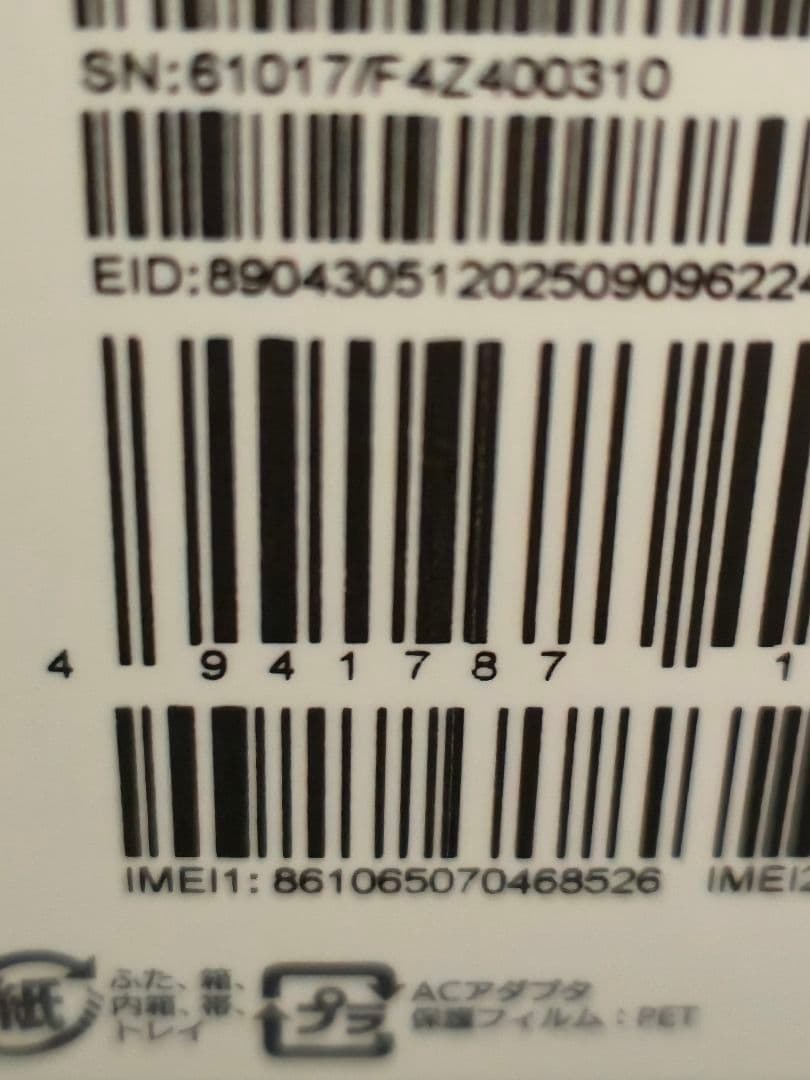 SN:61017/F4Z400310
EID:8904305120250909622
4 941787 1
IMEI1: 861065070468526 IMEI2
紙 ふた、箱、
内箱、帯、
トレイ
プラ ACアダプタ
保護フィルム：PET